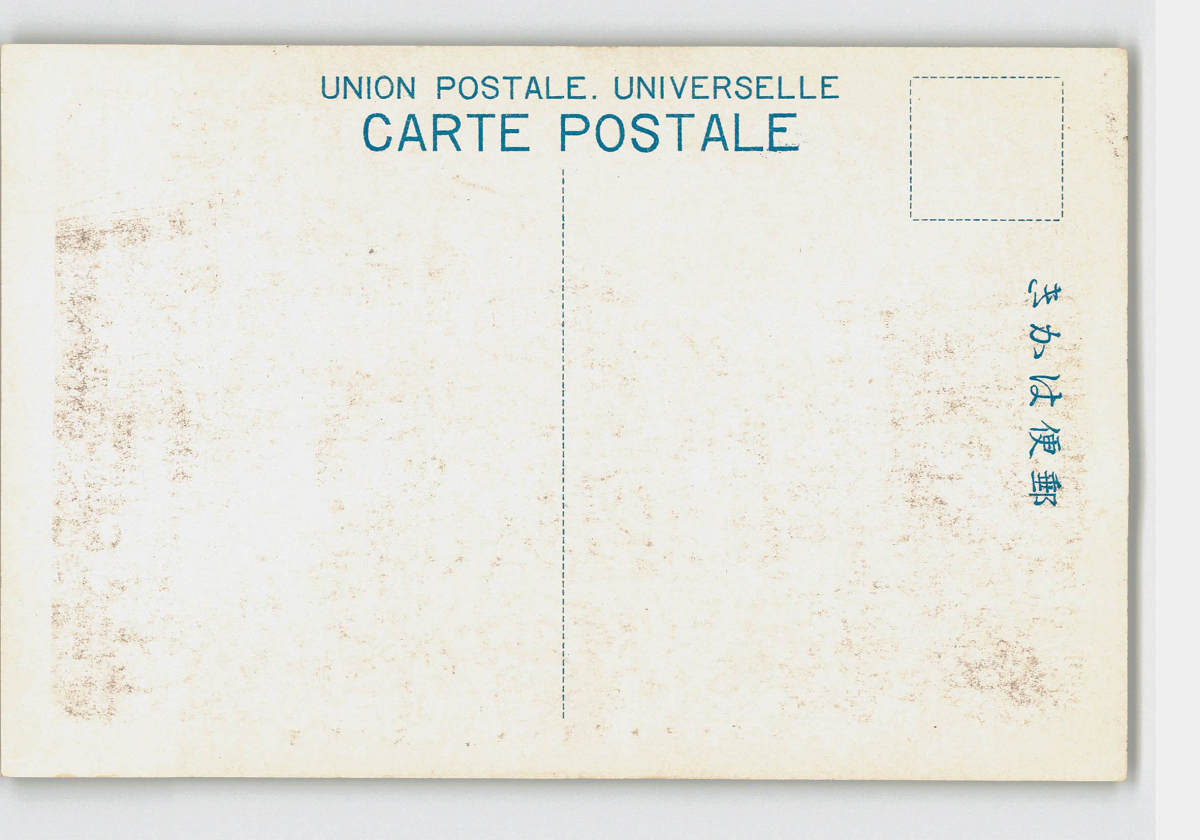 UNION POSTALE. UNIVERSELLE
CARTE POSTALE
郵便はかき